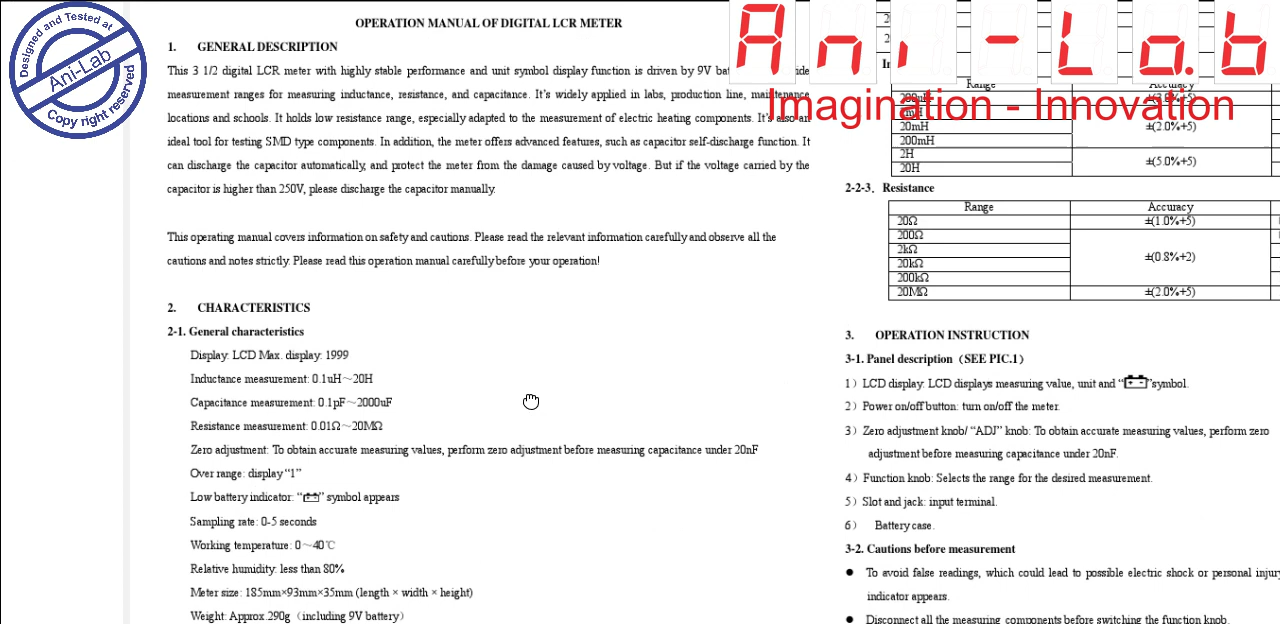 Designed and Tested at
Ani-Lab
Copy right reserved
OPERATION MANUAL OF DIGITAL LCR METER
1. GENERAL DESCRIPTION
This 3 1/2 digital LCR meter with highly stable performance and unit symbol display function is driven by 9V
measurement ranges for measuring inductance, resistance, and capacitance. It's widely applied in labs, production line, maintenance
locations and schools. It holds low resistance range, especially adapted to the measurement of electric heating components. It's also an
ideal tool for testing SMD type components. In addition, the meter offers advanced features, such as capacitor self-discharge function. It
can discharge the capacitor automatically, and protect the meter from the damage caused by voltage. But if the voltage carried by the
capacitor is higher than 250V, please discharge the capacitor manually.
This operating manual covers information on safety and cautions. Please read the relevant information carefully and observe all the
cautions and notes strictly. Please read this operation manual carefully before your operation!
2. CHARACTERISTICS
2-1. General characteristics
Display: LCD Max. display: 1999
Inductance measurement: 0.1uH～20H
Capacitance measurement: 0.1pF～2000uF
Resistance measurement: 0.01Ω～20MΩ
Zero adjustment: To obtain accurate measuring values, perform zero adjustment before measuring capacitance under 20nF
Over range: display "1"
Low battery indicator: " " symbol appears
Sampling rate: 0-5 seconds
Working temperature: 0～40℃
Relative humidity: less than 80%
Meter size: 185mm×93mm×35mm (length × width × height)
Weight: Approx.290g（including 9V battery）
Ani-Lab
Imagination - Innovation
Range Accuracy
20mH ±(2.0%+5)
200mH
2H ±(5.0%+5)
20H
2-2-3. Resistance
Range Accuracy
20Ω ±(1.0%+5)
200Ω
2kΩ ±(0.8%+2)
20kΩ
200kΩ
20MΩ ±(2.0%+5)
3. OPERATION INSTRUCTION
3-1. Panel description（SEE PIC.1）
1）LCD display: LCD displays measuring value, unit and " "symbol.
2）Power on/off button: turn on/off the meter.
3）Zero adjustment knob/ "ADJ" knob: To obtain accurate measuring values, perform zero
adjustment before measuring capacitance under 20nF.
4）Function knob: Selects the range for the desired measurement.
5）Slot and jack: input terminal.
6） Battery case.
3-2. Cautions before measurement
● To avoid false readings, which could lead to possible electric shock or personal injury
indicator appears.
● Disconnect all the measuring components before switching the function knob.